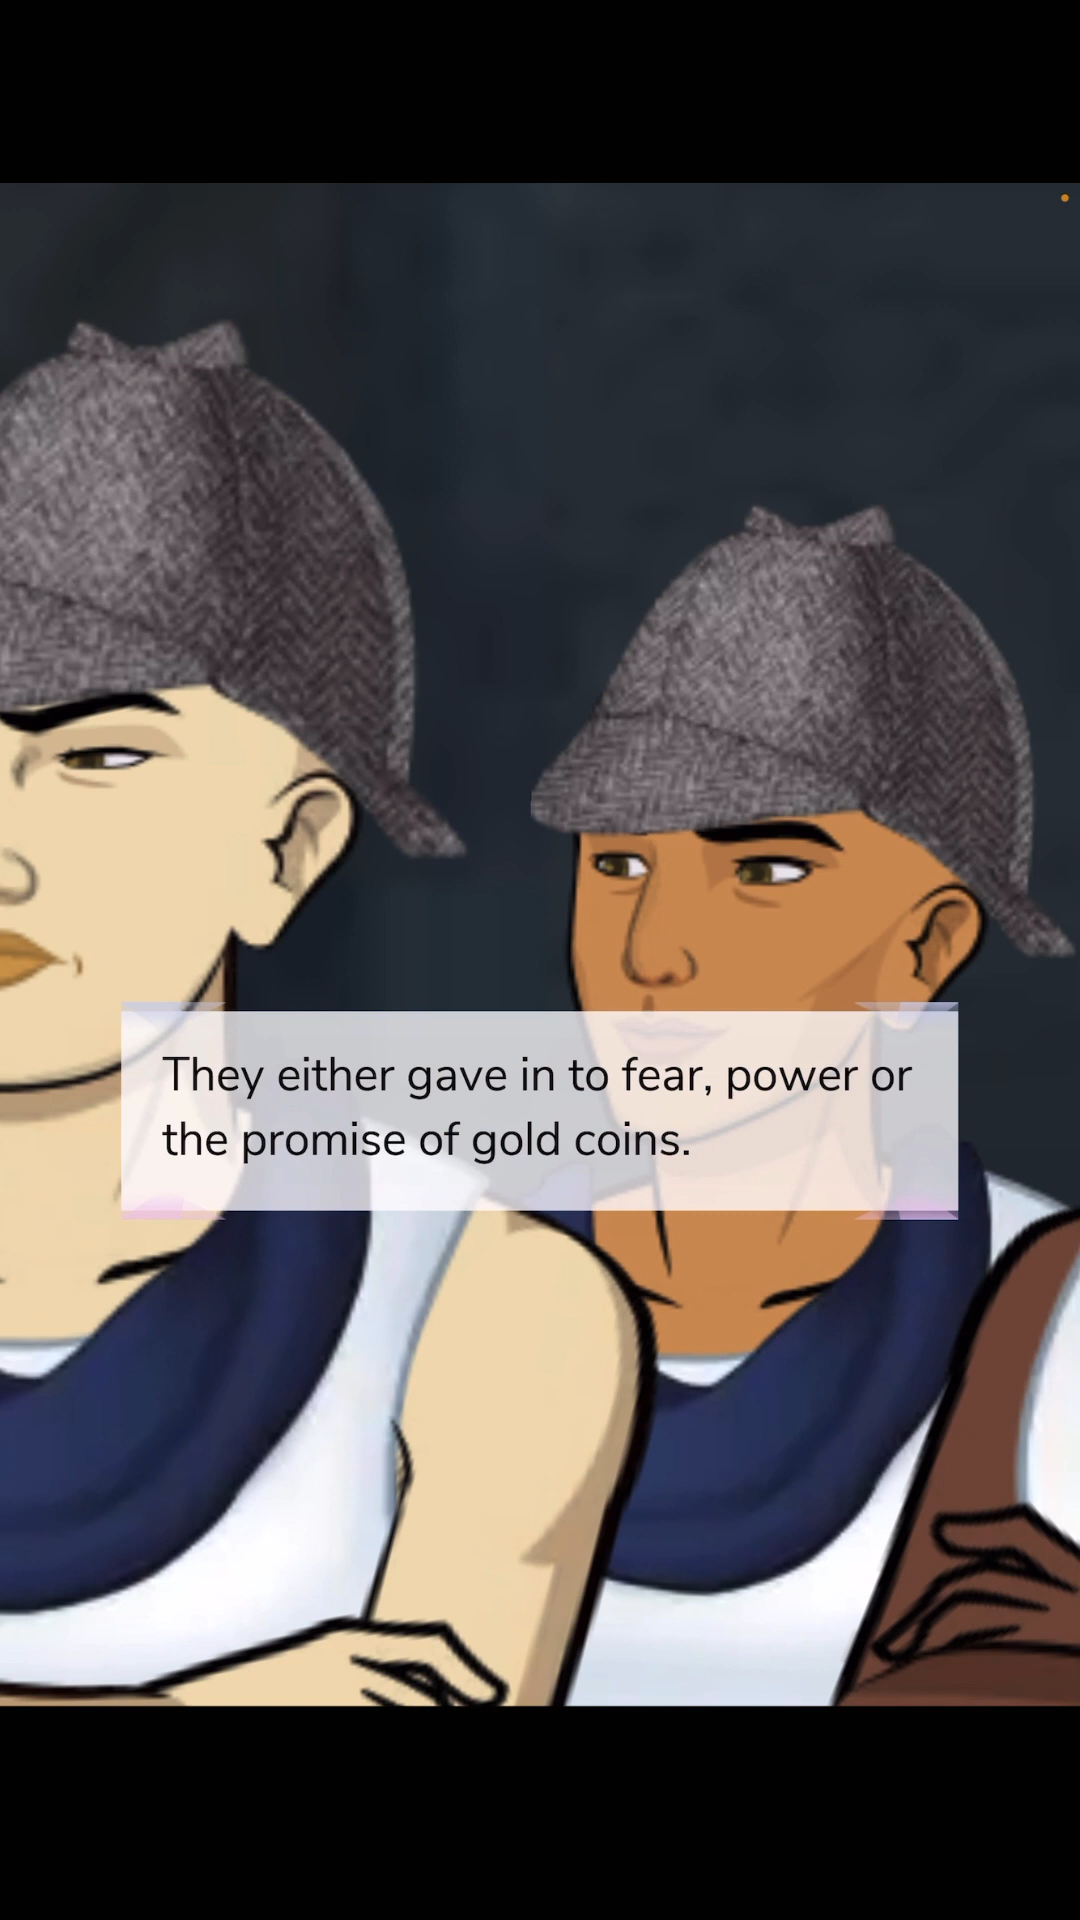 They either gave in to fear, power or
the promise of gold coins.